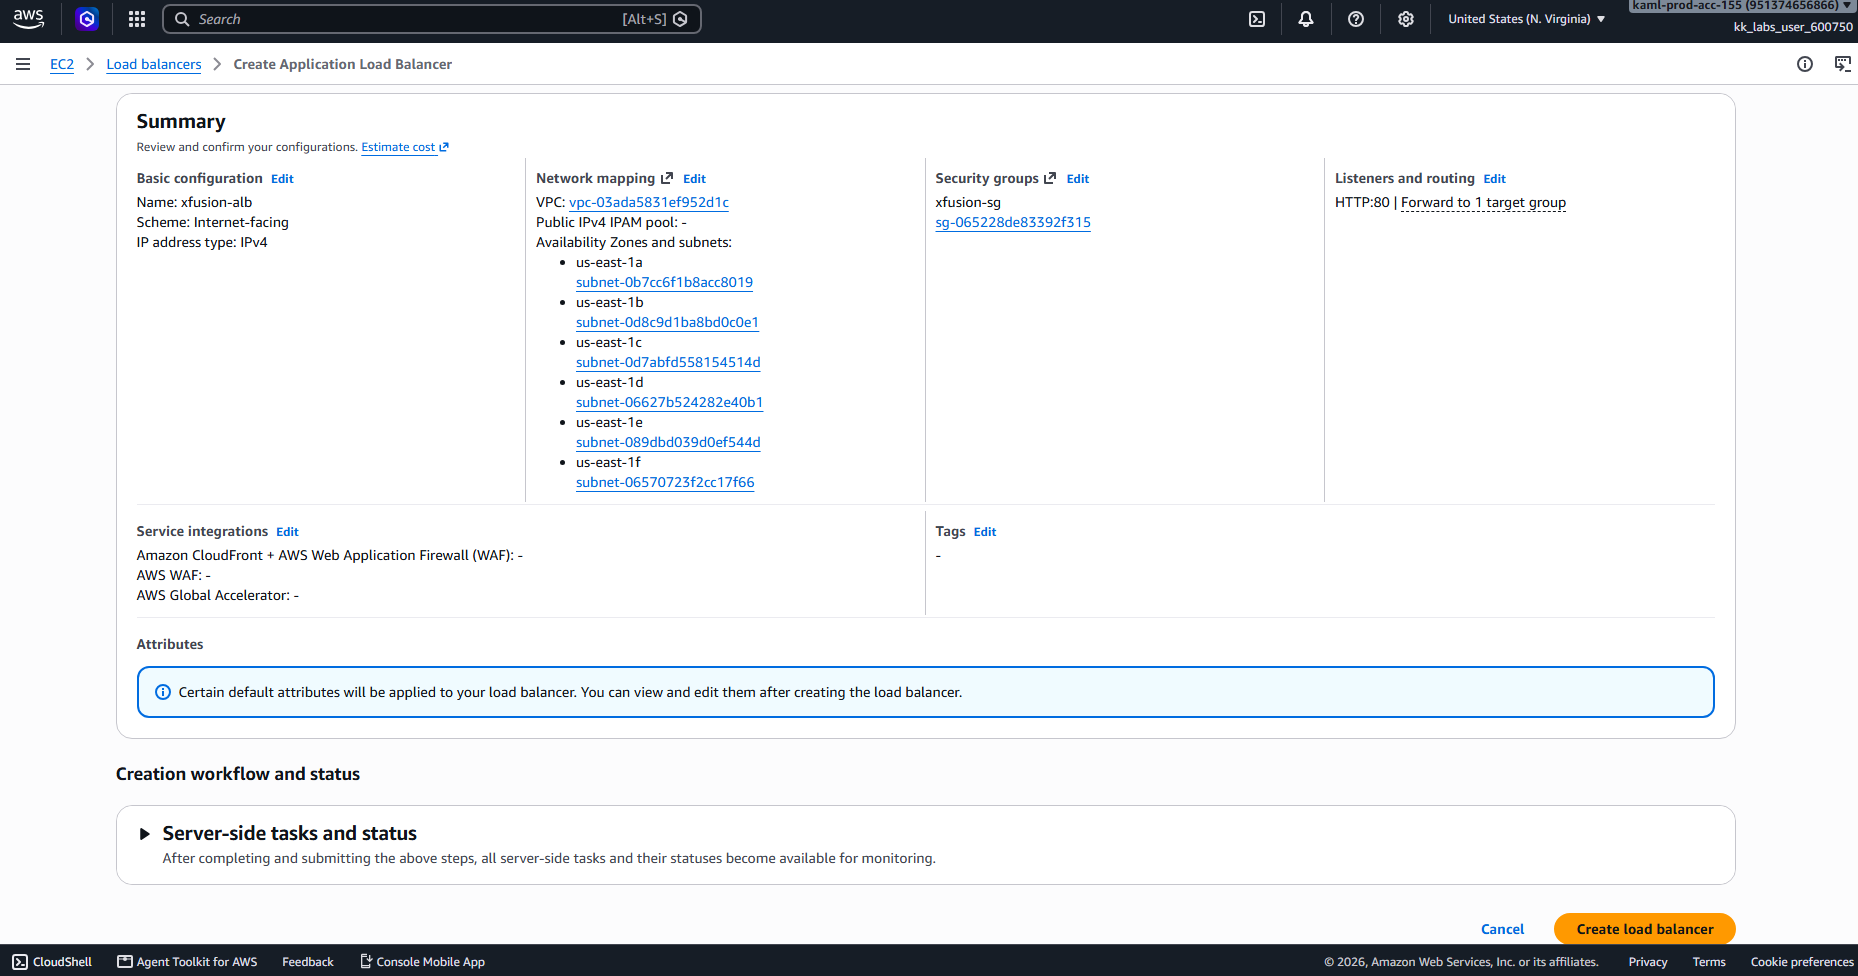 aws
Search
[Alt+S]
United States (N. Virginia)
kaml-prod-acc-155 (951374656866)
kk_labs_user_600750
EC2
Load balancers
Create Application Load Balancer
Summary
Review and confirm your configurations. Estimate cost
Basic configuration Edit
Name: xfusion-alb
Scheme: Internet-facing
IP address type: IPv4
Network mapping Edit
VPC: vpc-03ada5831ef952d1c
Public IPv4 IPAM pool: -
Availability Zones and subnets:
us-east-1a
subnet-0b7cc6f1b8acc8019
us-east-1b
subnet-0d8c9d1ba8bd0c0e1
us-east-1c
subnet-0d7abfd558154514d
us-east-1d
subnet-06627b524282e40b1
us-east-1e
subnet-089dbd039d0ef544d
us-east-1f
subnet-06570723f2cc17f66
Security groups Edit
xfusion-sg
sg-065228de83392f315
Listeners and routing Edit
HTTP:80 | Forward to 1 target group
Service integrations Edit
Amazon CloudFront + AWS Web Application Firewall (WAF): -
AWS WAF: -
AWS Global Accelerator: -
Tags Edit
-
Attributes
Certain default attributes will be applied to your load balancer. You can view and edit them after creating the load balancer.
Creation workflow and status
Server-side tasks and status
After completing and submitting the above steps, all server-side tasks and their statuses become available for monitoring.
Cancel
Create load balancer
CloudShell
Agent Toolkit for AWS
Feedback
Console Mobile App
© 2026, Amazon Web Services, Inc. or its affiliates.
Privacy
Terms
Cookie preferences